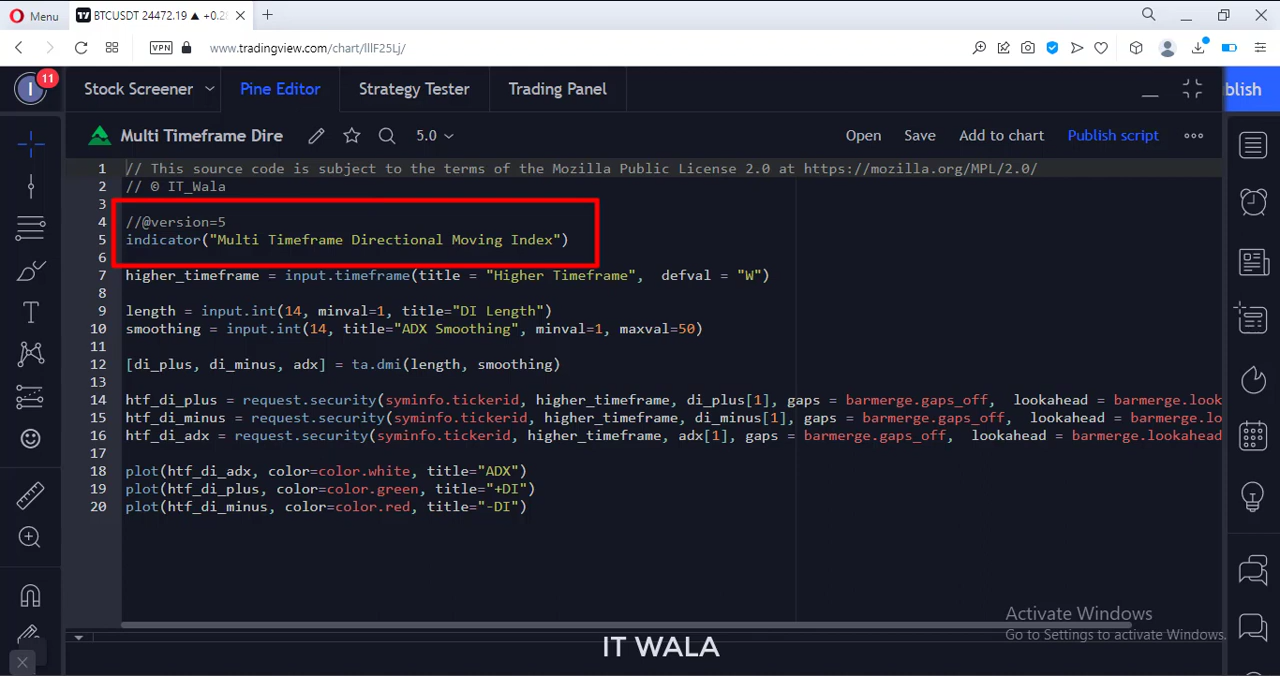 Menu
BTCUSDT 24472.19 ▲ +0.2
VPN
www.tradingview.com/chart/lllF25Lj/
11
I
Stock Screener
Pine Editor
Strategy Tester
Trading Panel
blish
Multi Timeframe Dire
5.0
Open
Save
Add to chart
Publish script
1 // This source code is subject to the terms of the Mozilla Public License 2.0 at https://mozilla.org/MPL/2.0/
2 // © IT_Wala
3
4 //@version=5
5 indicator("Multi Timeframe Directional Moving Index")
6
7 higher_timeframe = input.timeframe(title = "Higher Timeframe",  defval = "W")
8
9 length = input.int(14, minval=1, title="DI Length")
10 smoothing = input.int(14, title="ADX Smoothing", minval=1, maxval=50)
11
12 [di_plus, di_minus, adx] = ta.dmi(length, smoothing)
13
14 htf_di_plus = request.security(syminfo.tickerid, higher_timeframe, di_plus[1], gaps = barmerge.gaps_off,  lookahead = barmerge.look
15 htf_di_minus = request.security(syminfo.tickerid, higher_timeframe, di_minus[1], gaps = barmerge.gaps_off,  lookahead = barmerge.lo
16 htf_di_adx = request.security(syminfo.tickerid, higher_timeframe, adx[1], gaps = barmerge.gaps_off,  lookahead = barmerge.lookahead
17
18 plot(htf_di_adx, color=color.white, title="ADX")
19 plot(htf_di_plus, color=color.green, title="+DI")
20 plot(htf_di_minus, color=color.red, title="-DI")
Activate Windows
Go to Settings to activate Windows.
IT WALA